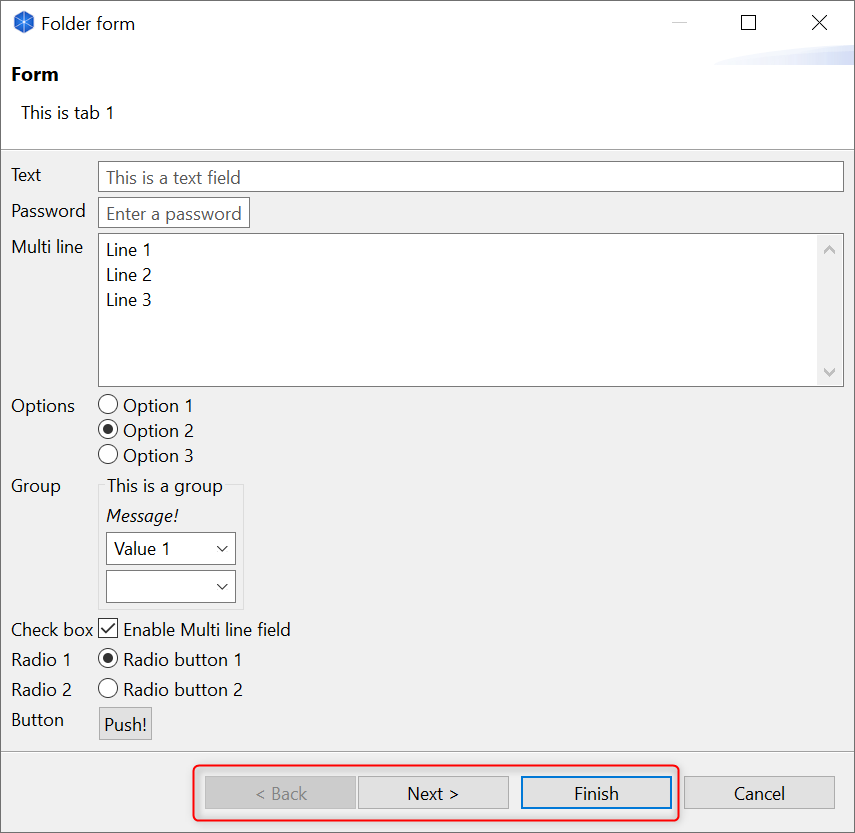 Folder form
Form
This is tab 1
Text This is a text field
Password Enter a password
Multi line Line 1
Line 2
Line 3
Options Option 1
Option 2
Option 3
Group This is a group
Message!
Value 1
Check box Enable Multi line field
Radio 1 Radio button 1
Radio 2 Radio button 2
Button Push!
< Back Next > Finish Cancel